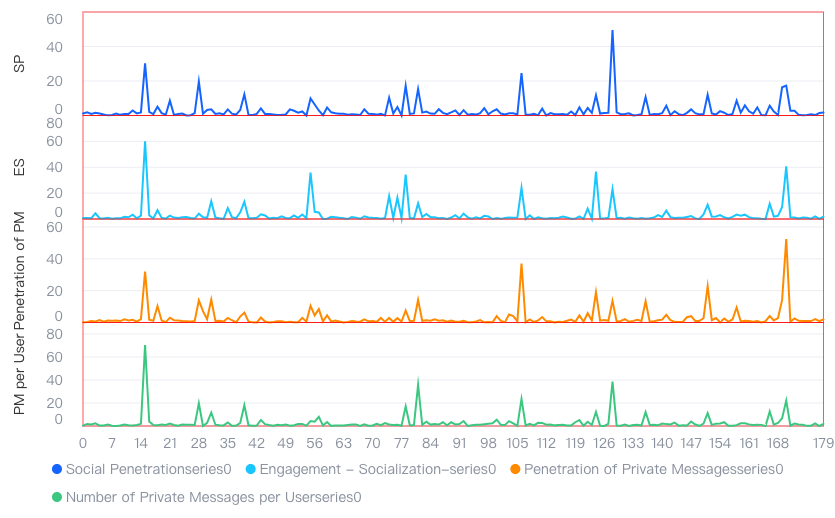 60
SP
40
20
0
80
60
ES
40
20
0
60
Penetration of PM
40
20
0
80
PM per User
60
40
20
0
0 7 14 21 28 35 42 49 56 63 70 77 84 91 98 105 112 119 126 133 140 147 154 161 168 179
Social Penetrationseries0 Engagement - Socialization-series0 Penetration of Private Messagesseries0
Number of Private Messages per Userseries0